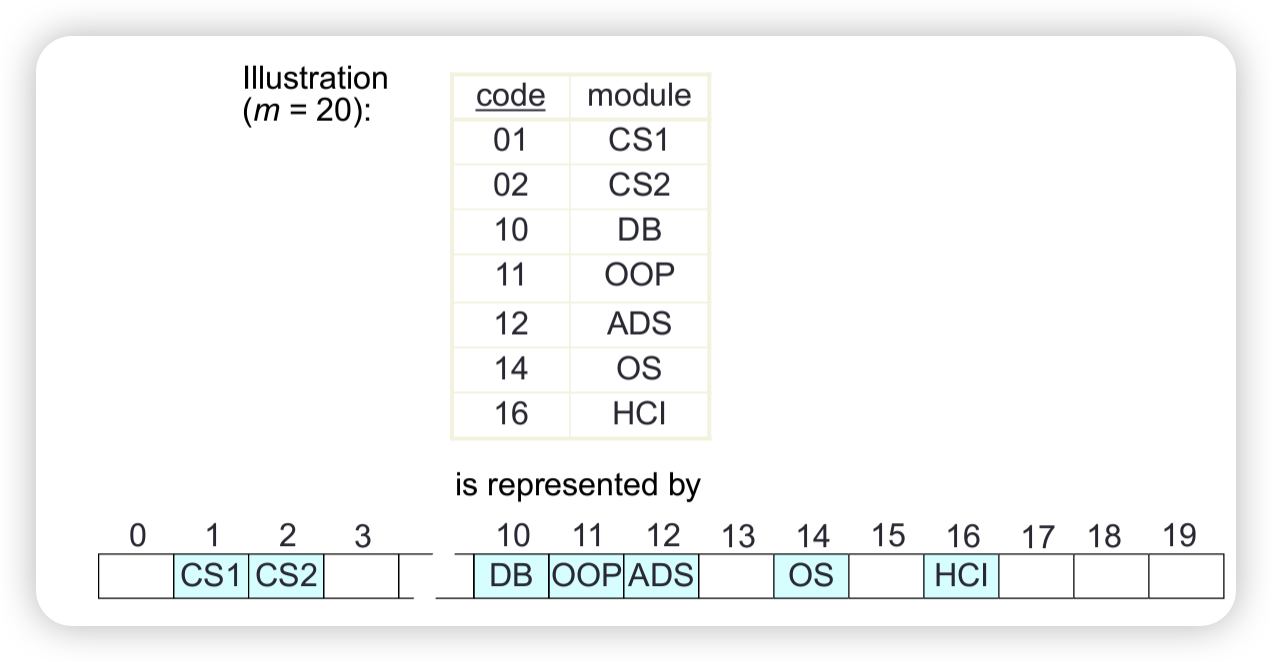 Illustration
(m = 20):
code module
01 CS1
02 CS2
10 DB
11 OOP
12 ADS
14 OS
16 HCI
is represented by
0 1 2 3 10 11 12 13 14 15 16 17 18 19
CS1 CS2 DB OOP ADS OS HCI